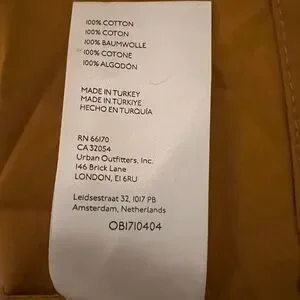 100% COTTON
100% COTON
100% BAUMWOLLE
100% COTONE
100% ALGODÓN
MADE IN TURKEY
MADE IN TÜRKIYE
HECHO EN TURQUÍA
RN 66170
CA 32054
Urban Outfitters, Inc.
146 Brick Lane
LONDON, E1 6RU
Leidsestraat 32, 1017 PB
Amsterdam, Netherlands
OB1710404